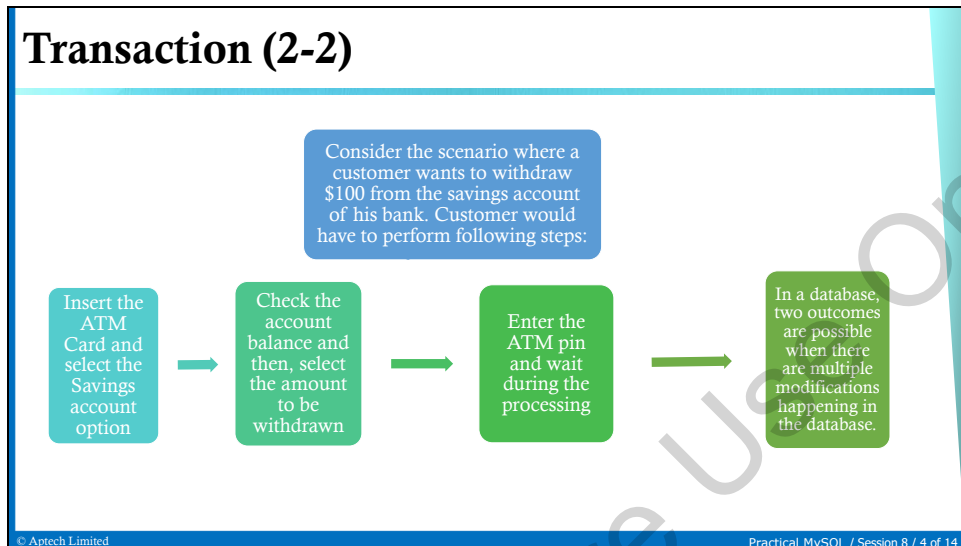 Transaction (2-2)
Consider the scenario where a
customer wants to withdraw
$100 from the savings account
of his bank. Customer would
have to perform following steps:
Insert the
ATM
Card and
select the
Savings
account
option
Check the
account
balance and
then, select
the amount
to be
withdrawn
Enter the
ATM pin
and wait
during the
processing
In a database,
two outcomes
are possible
when there
are multiple
modifications
happening in
the database.
Use
© Aptech Limited
Practical MySQL / Session 8 / 4 of 14